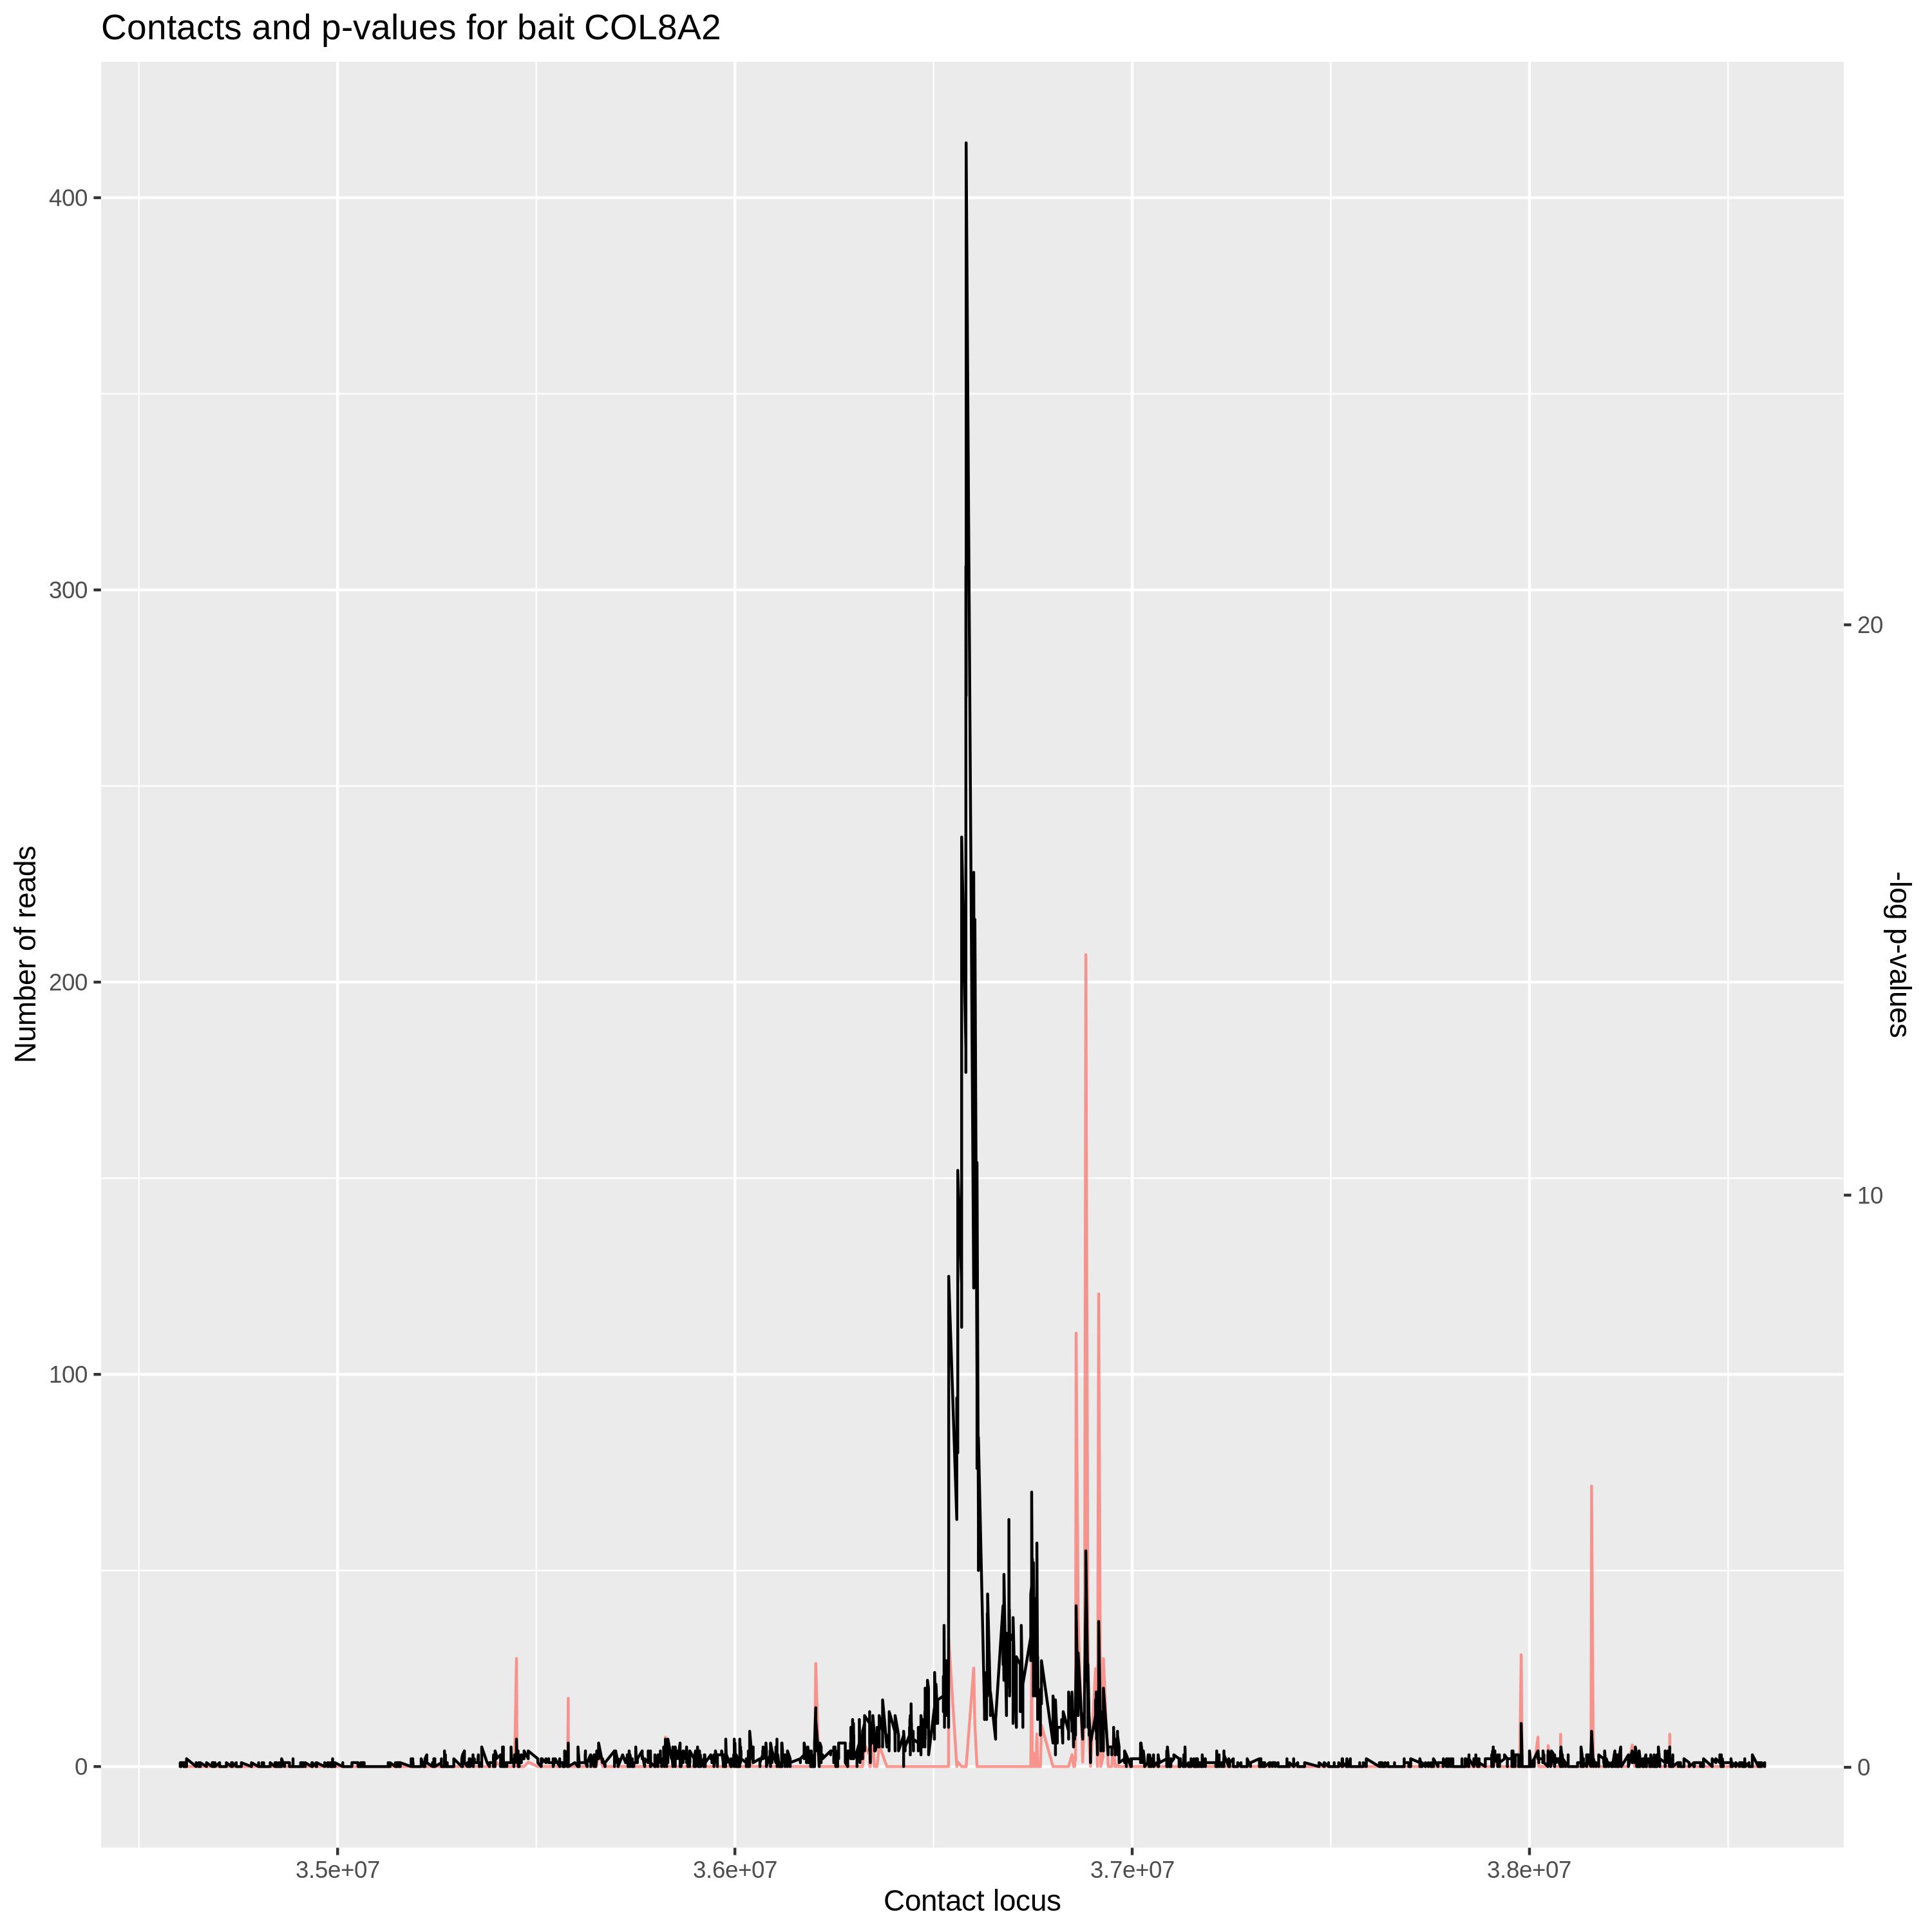 Contacts and p-values for bait COL8A2
400
300
200
100
0
Number of reads
20
10
0
-log p-values
3.5e+07
3.6e+07
3.7e+07
3.8e+07
Contact locus